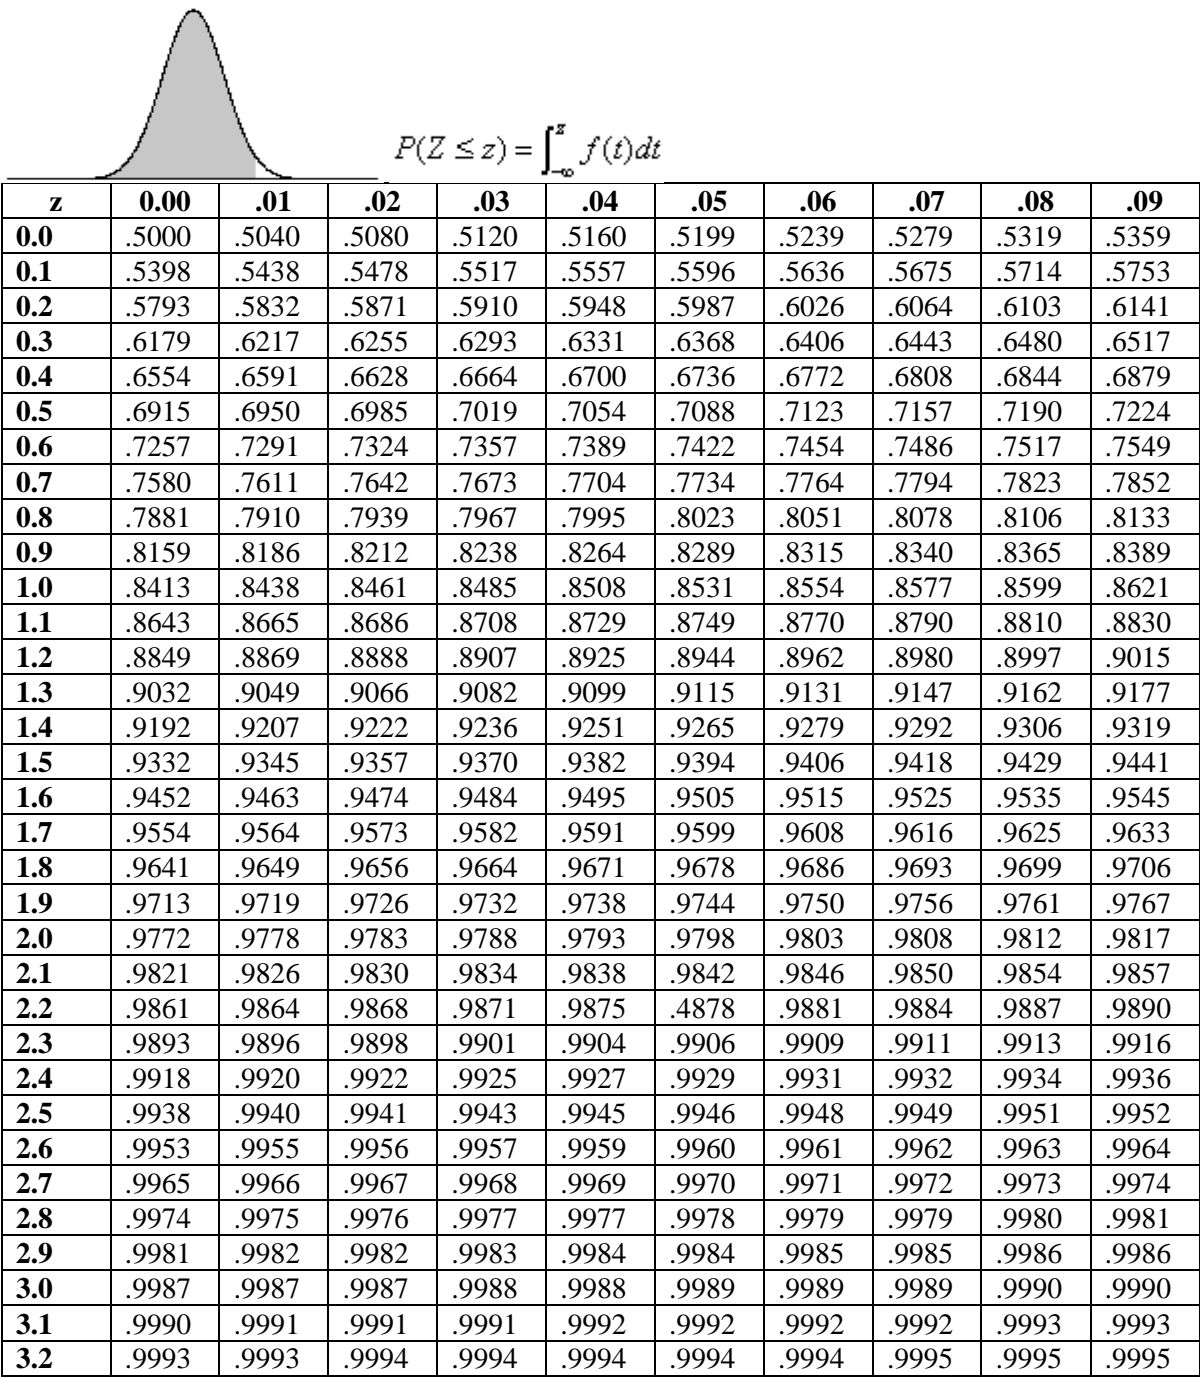 P(Z ≤ z) = ∫_{-∞}^{z} f(t)dt
z 0.00 .01 .02 .03 .04 .05 .06 .07 .08 .09
0.0 .5000 .5040 .5080 .5120 .5160 .5199 .5239 .5279 .5319 .5359
0.1 .5398 .5438 .5478 .5517 .5557 .5596 .5636 .5675 .5714 .5753
0.2 .5793 .5832 .5871 .5910 .5948 .5987 .6026 .6064 .6103 .6141
0.3 .6179 .6217 .6255 .6293 .6331 .6368 .6406 .6443 .6480 .6517
0.4 .6554 .6591 .6628 .6664 .6700 .6736 .6772 .6808 .6844 .6879
0.5 .6915 .6950 .6985 .7019 .7054 .7088 .7123 .7157 .7190 .7224
0.6 .7257 .7291 .7324 .7357 .7389 .7422 .7454 .7486 .7517 .7549
0.7 .7580 .7611 .7642 .7673 .7704 .7734 .7764 .7794 .7823 .7852
0.8 .7881 .7910 .7939 .7967 .7995 .8023 .8051 .8078 .8106 .8133
0.9 .8159 .8186 .8212 .8238 .8264 .8289 .8315 .8340 .8365 .8389
1.0 .8413 .8438 .8461 .8485 .8508 .8531 .8554 .8577 .8599 .8621
1.1 .8643 .8665 .8686 .8708 .8729 .8749 .8770 .8790 .8810 .8830
1.2 .8849 .8869 .8888 .8907 .8925 .8944 .8962 .8980 .8997 .9015
1.3 .9032 .9049 .9066 .9082 .9099 .9115 .9131 .9147 .9162 .9177
1.4 .9192 .9207 .9222 .9236 .9251 .9265 .9279 .9292 .9306 .9319
1.5 .9332 .9345 .9357 .9370 .9382 .9394 .9406 .9418 .9429 .9441
1.6 .9452 .9463 .9474 .9484 .9495 .9505 .9515 .9525 .9535 .9545
1.7 .9554 .9564 .9573 .9582 .9591 .9599 .9608 .9616 .9625 .9633
1.8 .9641 .9649 .9656 .9664 .9671 .9678 .9686 .9693 .9699 .9706
1.9 .9713 .9719 .9726 .9732 .9738 .9744 .9750 .9756 .9761 .9767
2.0 .9772 .9778 .9783 .9788 .9793 .9798 .9803 .9808 .9812 .9817
2.1 .9821 .9826 .9830 .9834 .9838 .9842 .9846 .9850 .9854 .9857
2.2 .9861 .9864 .9868 .9871 .9875 .4878 .9881 .9884 .9887 .9890
2.3 .9893 .9896 .9898 .9901 .9904 .9906 .9909 .9911 .9913 .9916
2.4 .9918 .9920 .9922 .9925 .9927 .9929 .9931 .9932 .9934 .9936
2.5 .9938 .9940 .9941 .9943 .9945 .9946 .9948 .9949 .9951 .9952
2.6 .9953 .9955 .9956 .9957 .9959 .9960 .9961 .9962 .9963 .9964
2.7 .9965 .9966 .9967 .9968 .9969 .9970 .9971 .9972 .9973 .9974
2.8 .9974 .9975 .9976 .9977 .9977 .9978 .9979 .9979 .9980 .9981
2.9 .9981 .9982 .9982 .9983 .9984 .9984 .9985 .9985 .9986 .9986
3.0 .9987 .9987 .9987 .9988 .9988 .9989 .9989 .9989 .9990 .9990
3.1 .9990 .9991 .9991 .9991 .9992 .9992 .9992 .9992 .9993 .9993
3.2 .9993 .9993 .9994 .9994 .9994 .9994 .9994 .9995 .9995 .9995